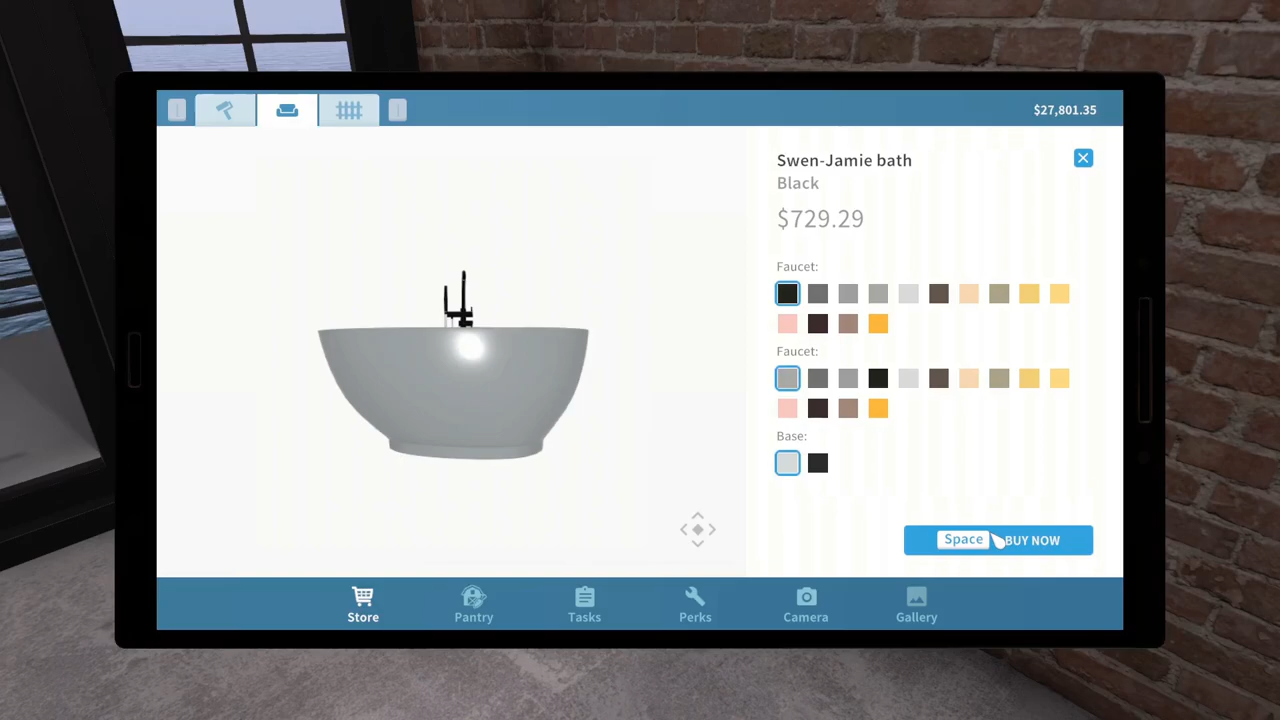 $27,801.35
Swen-Jamie bath
Black
$729.29
Faucet:
Faucet:
Base:
Space BUY NOW
Store Pantry Tasks Perks Camera Gallery